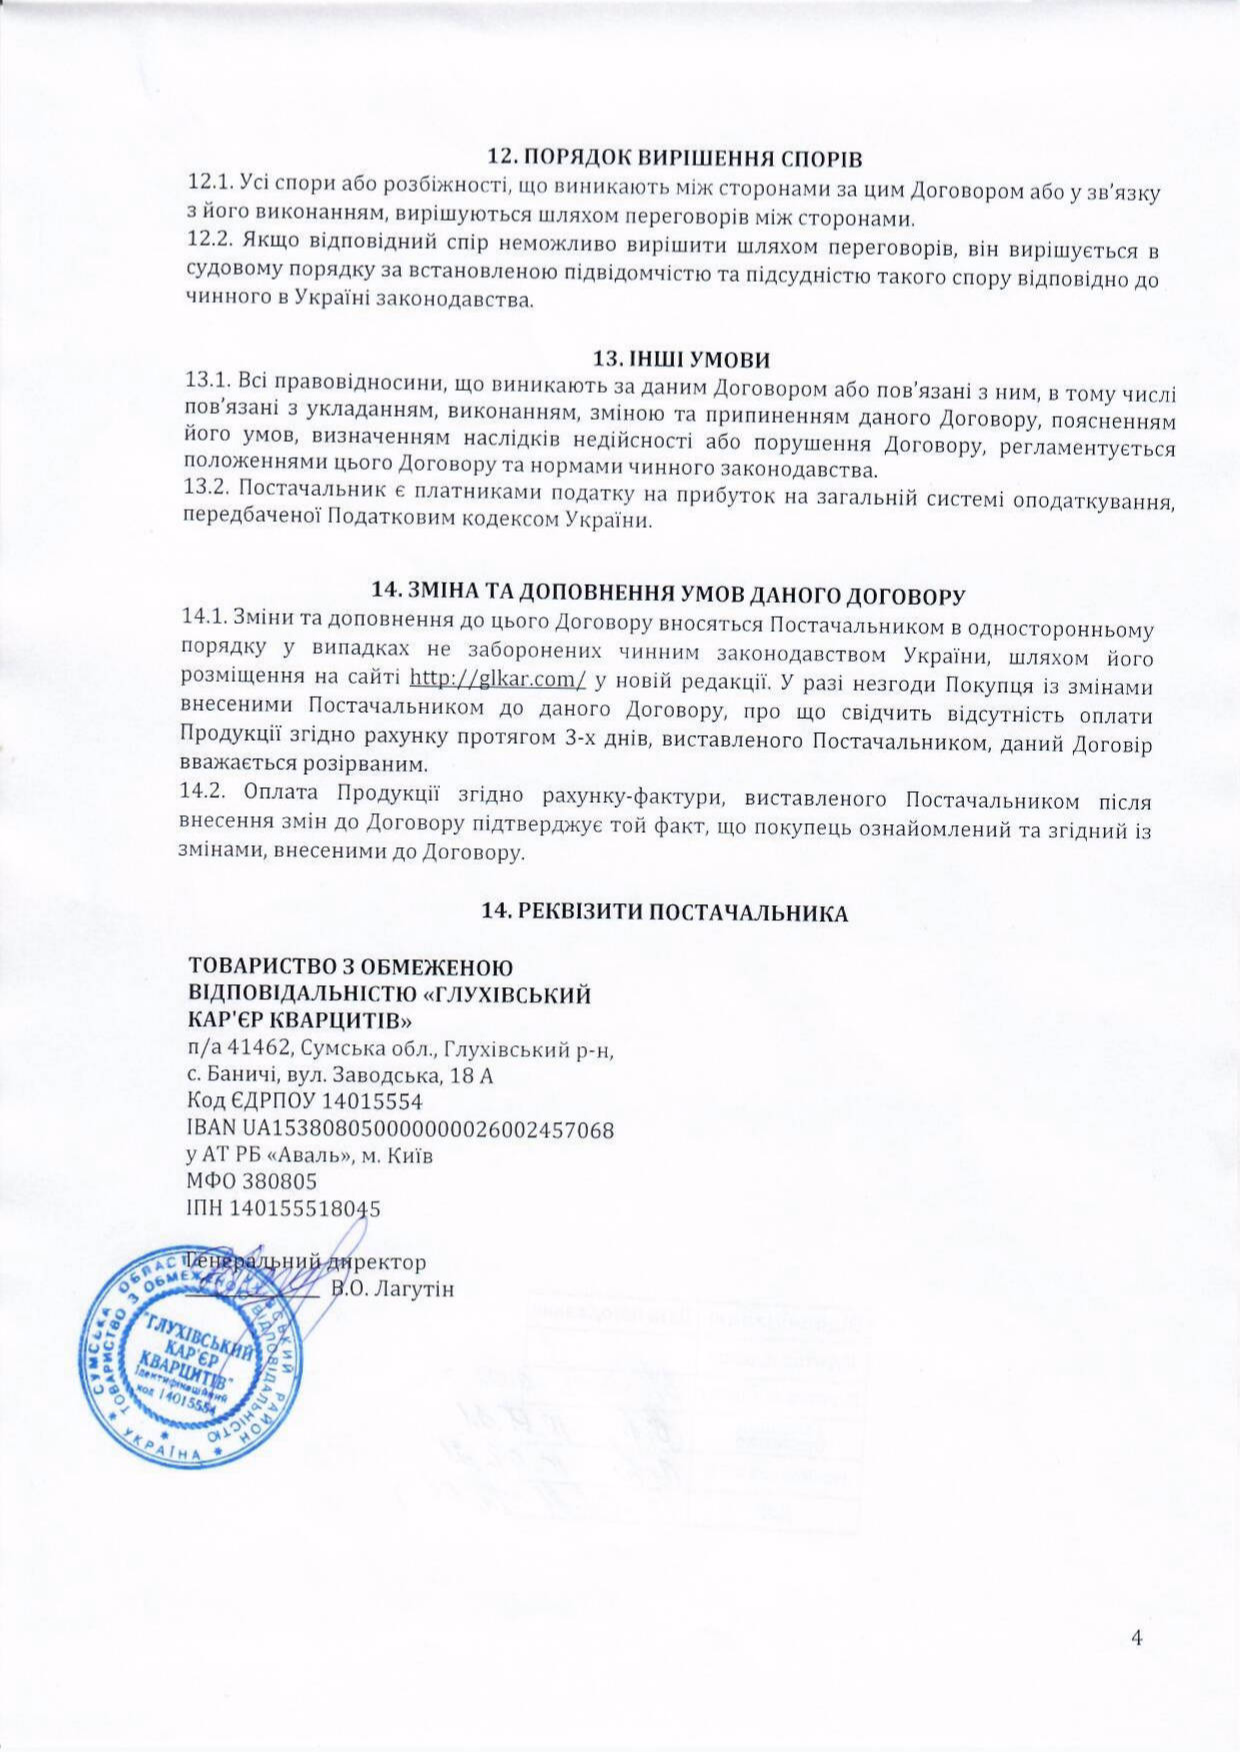 12. ПОРЯДОК ВИРІШЕННЯ СПОРІВ
12.1. Усі спори або розбіжності, що виникають між сторонами за цим Договором або у зв’язку
з його виконанням, вирішуються шляхом переговорів між сторонами.
12.2. Якщо відповідний спір неможливо вирішити шляхом переговорів, він вирішується в
судовому порядку за встановленою підвідомчістю та підсудністю такого спору відповідно до
чинного в Україні законодавства.
13. ІНШІ УМОВИ
13.1. Всі правовідносини, що виникають за даним Договором або пов’язані з ним, в тому числі
пов’язані з укладанням, виконанням, зміною та припиненням даного Договору, поясненням
його умов, визначенням наслідків недійсності або порушення Договору, регламентується
положеннями цього Договору та нормами чинного законодавства.
13.2. Постачальник є платниками податку на прибуток на загальній системі оподаткування,
передбаченої Податковим кодексом України.
14. ЗМІНА ТА ДОПОВНЕННЯ УМОВ ДАНОГО ДОГОВОРУ
14.1. Зміни та доповнення до цього Договору вносяться Постачальником в односторонньому
порядку у випадках не заборонених чинним законодавством України, шляхом його
розміщення на сайті http://glkar.com/ у новій редакції. У разі незгоди Покупця із змінами
внесеними Постачальником до даного Договору, про що свідчить відсутність оплати
Продукції згідно рахунку протягом 3-х днів, виставленого Постачальником, даний Договір
вважається розірваним.
14.2. Оплата Продукції згідно рахунку-фактури, виставленого Постачальником після
внесення змін до Договору підтверджує той факт, що покупець ознайомлений та згідний із
змінами, внесеними до Договору.
14. РЕКВІЗИТИ ПОСТАЧАЛЬНИКА
ТОВАРИСТВО З ОБМЕЖЕНОЮ
ВІДПОВІДАЛЬНІСТЮ «ГЛУХІВСЬКИЙ
КАР'ЄР КВАРЦИТІВ»
п/а 41462, Сумська обл., Глухівський р-н,
с. Баничі, вул. Заводська, 18 А
Код ЄДРПОУ 14015554
IBAN UA153808050000000026002457068
у АТ РБ «Аваль», м. Київ
МФО 380805
ІПН 140155518045
Генеральний директор
В.О. Лагутін
СУМСЬКА ОБЛАСТЬ РАЙОН
* УКРАЇНА *
ТОВАРИСТВО З ОБМЕЖЕНОЮ ВІДПОВІДАЛЬНІСТЮ
"ГЛУХІВСЬКИЙ
КАР'ЄР
КВАРЦИТІВ"
Ідентифікаційний
код 14015554
4